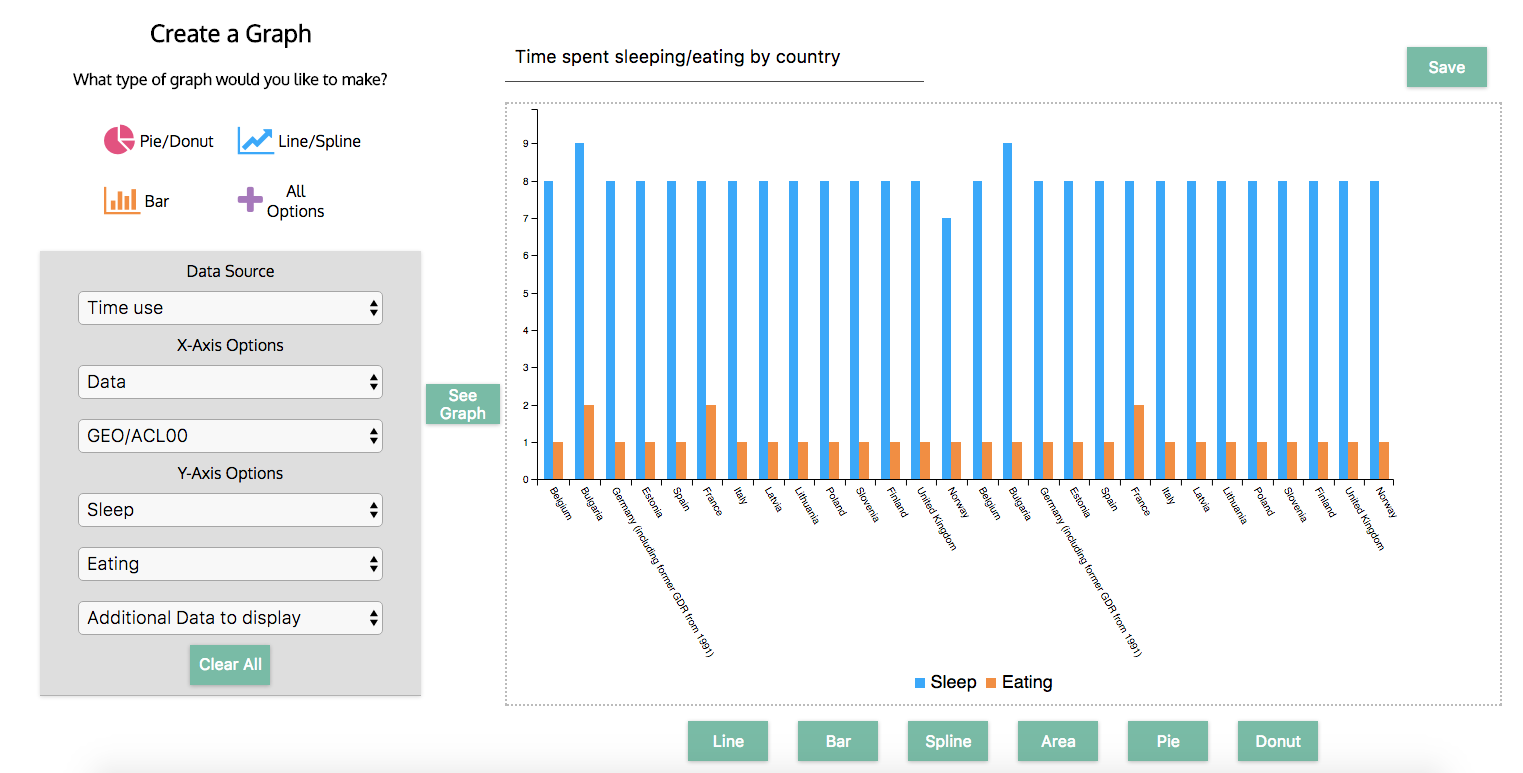 Create a Graph
What type of graph would you like to make?
Pie/Donut
Line/Spline
Bar
All
Options
Data Source
Time use
X-Axis Options
Data
GEO/ACL00
Y-Axis Options
Sleep
Eating
Additional Data to display
Clear All
See
Graph
Time spent sleeping/eating by country
Save
9
8
7
6
5
4
3
2
1
0
Belgium
Bulgaria
Germany (including former GDR from 1991)
Estonia
Spain
France
Italy
Latvia
Lithuania
Poland
Slovenia
Finland
United Kingdom
Norway
Belgium
Bulgaria
Germany (including former GDR from 1991)
Estonia
Spain
France
Italy
Latvia
Lithuania
Poland
Slovenia
Finland
United Kingdom
Norway
Sleep Eating
Line Bar Spline Area Pie Donut